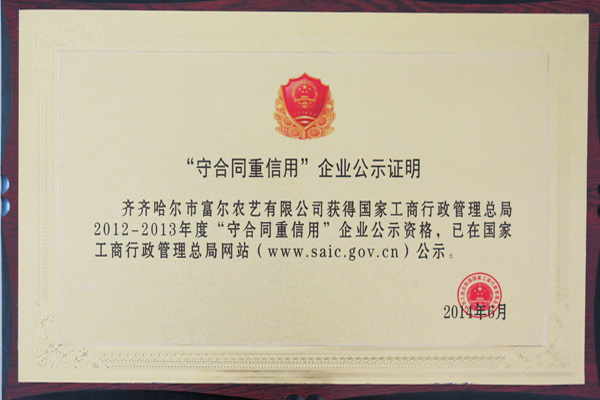 “守合同重信用”企业公示证明
齐齐哈尔市富尔农艺有限公司获得国家工商行政管理总局
2012-2013年度“守合同重信用”企业公示资格，已在国家
工商行政管理总局网站（www.saic.gov.cn）公示。
2014年6月